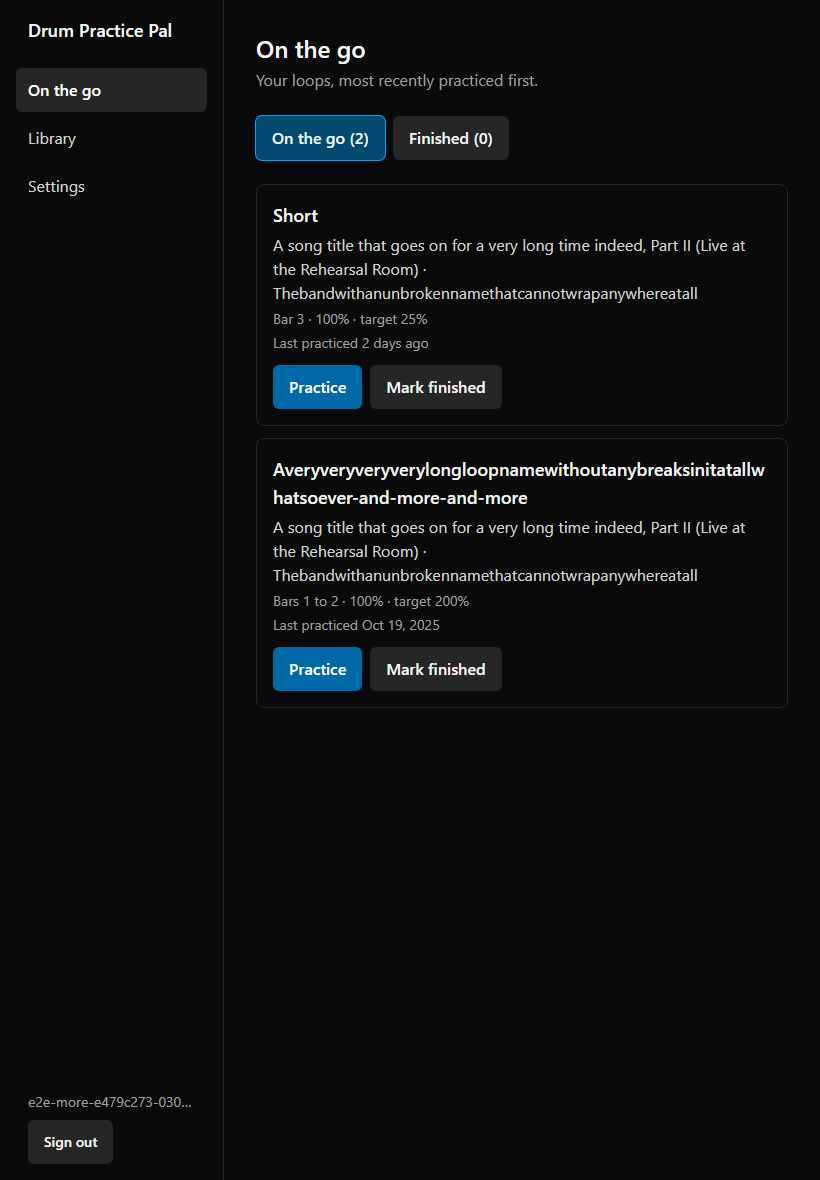 Drum Practice Pal
On the go
Library
Settings
On the go
Your loops, most recently practiced first.
On the go (2)
Finished (0)
Short
A song title that goes on for a very long time indeed, Part II (Live at
the Rehearsal Room) ·
Thebandwithanunbrokennamethatcannotwrapanywhereatall
Bar 3 · 100% · target 25%
Last practiced 2 days ago
Practice
Mark finished
Averyveryveryverylongloopnamewithoutanybreaksinitatallw
hatsoever-and-more-and-more
A song title that goes on for a very long time indeed, Part II (Live at
the Rehearsal Room) ·
Thebandwithanunbrokennamethatcannotwrapanywhereatall
Bars 1 to 2 · 100% · target 200%
Last practiced Oct 19, 2025
Practice
Mark finished
e2e-more-e479c273-030...
Sign out